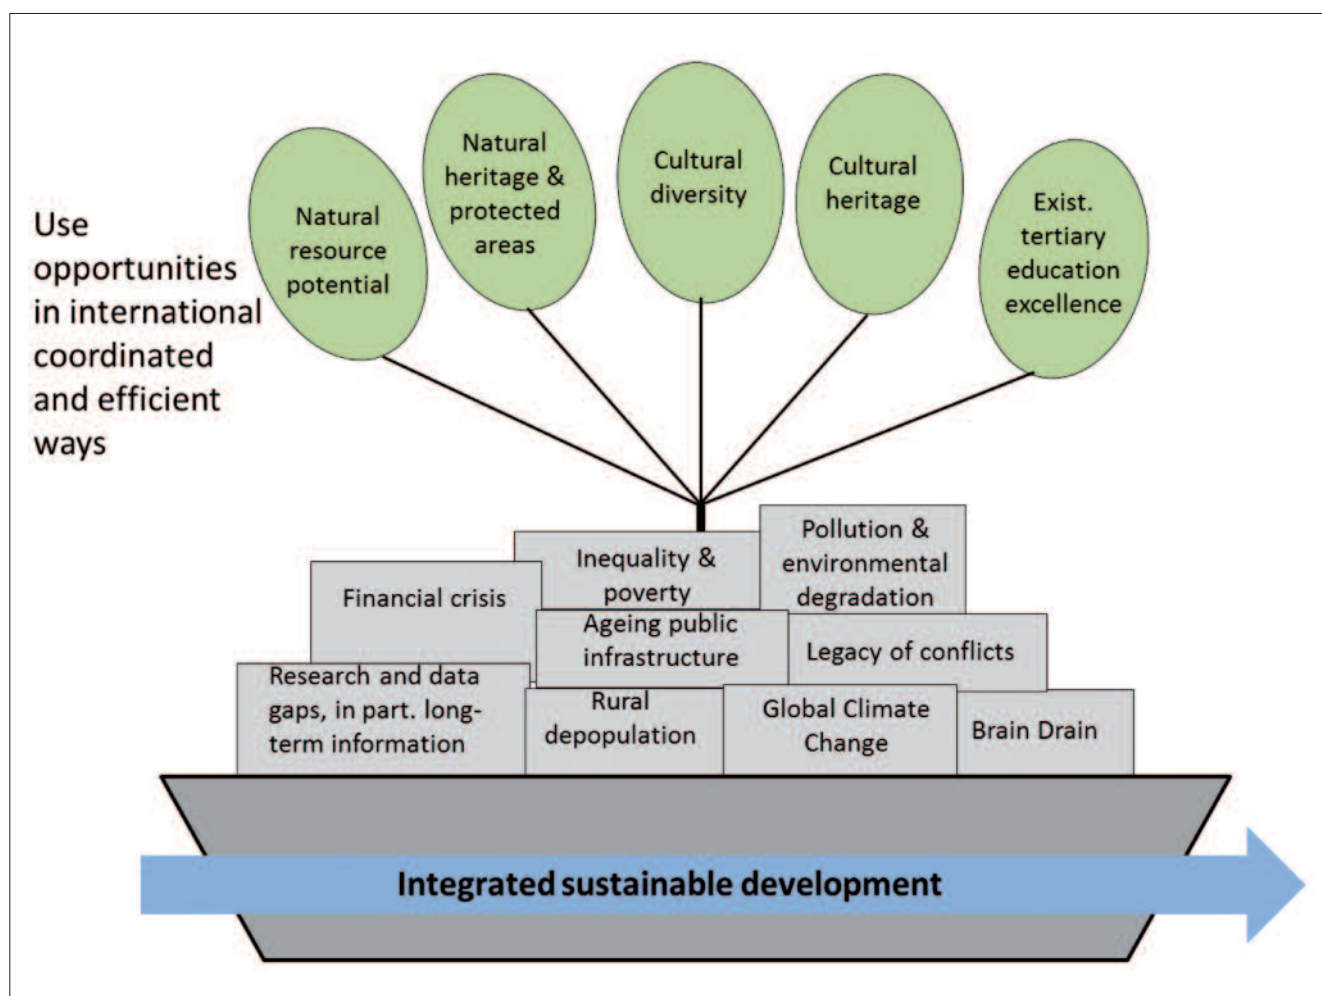 Use
opportunities
in international
coordinated
and efficient
ways
Natural
resource
potential
Natural
heritage &
protected
areas
Cultural
diversity
Cultural
heritage
Exist.
tertiary
education
excellence
Inequality &
poverty
Pollution &
environmental
degradation
Financial crisis
Ageing public
infrastructure
Legacy of conflicts
Research and data
gaps, in part. long-
term information
Rural
depopulation
Global Climate
Change
Brain Drain
Integrated sustainable development